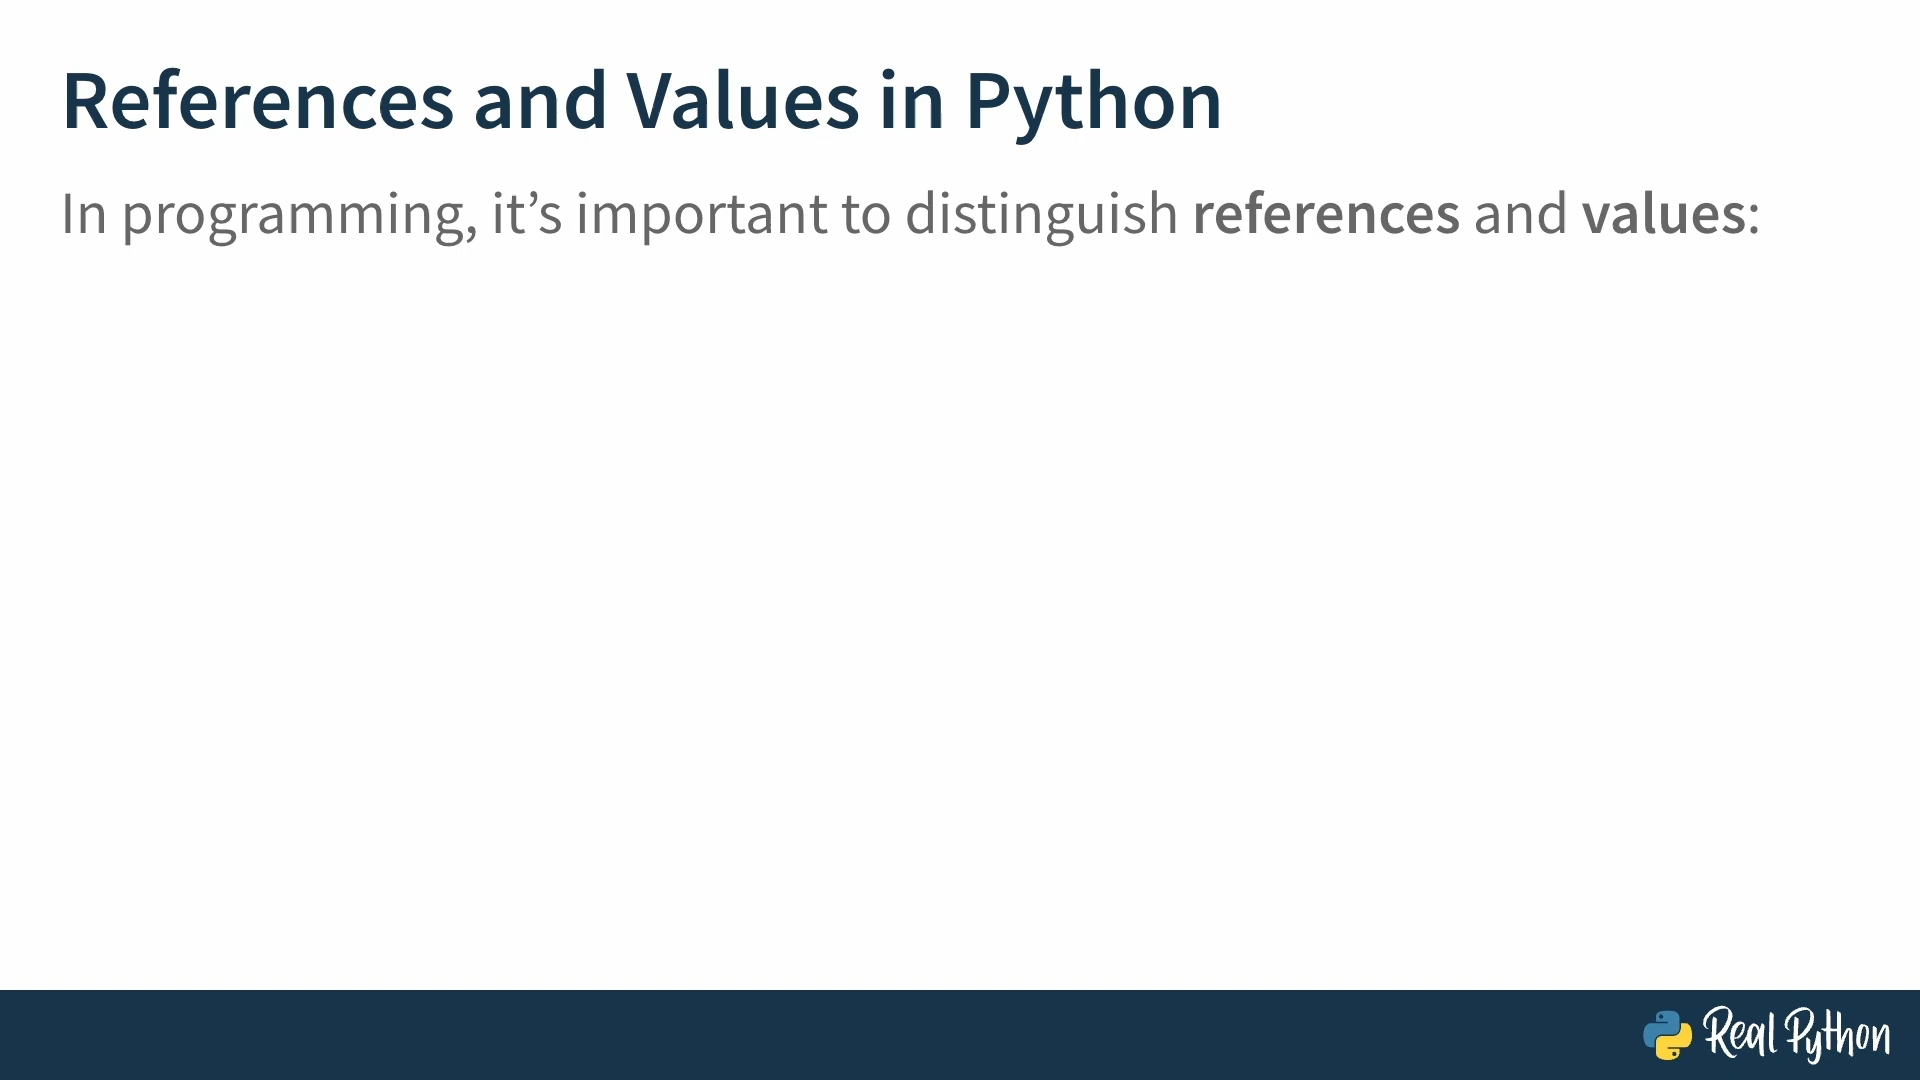 References and Values in Python
In programming, it’s important to distinguish references and values:
Real Python